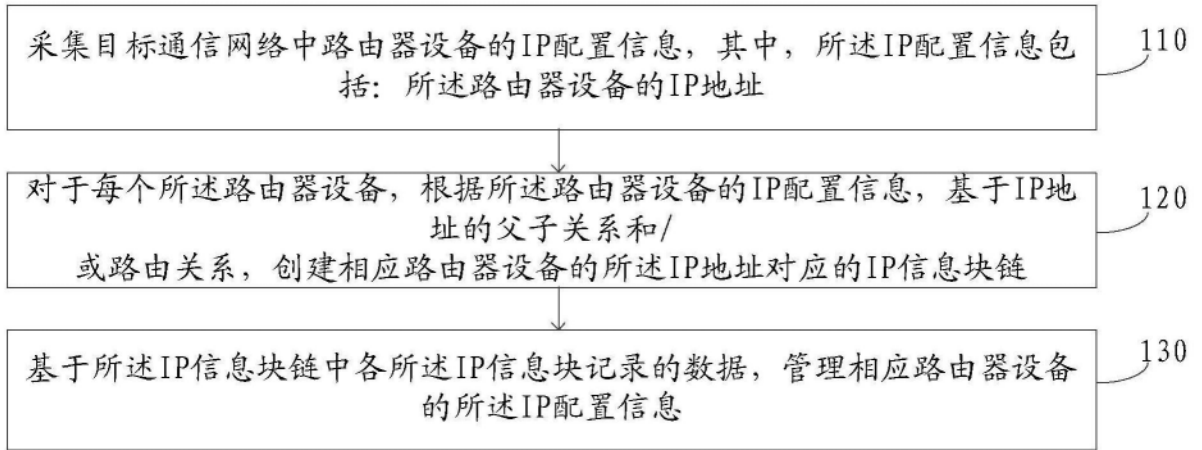 采集目标通信网络中路由器设备的IP配置信息，其中，所述IP配置信息包
括：所述路由器设备的IP地址
110
对于每个所述路由器设备，根据所述路由器设备的IP配置信息，基于IP地
址的父子关系和/
或路由关系，创建相应路由器设备的所述IP地址对应的IP信息块链
120
基于所述IP信息块链中各所述IP信息块记录的数据，管理相应路由器设备
的所述IP配置信息
130